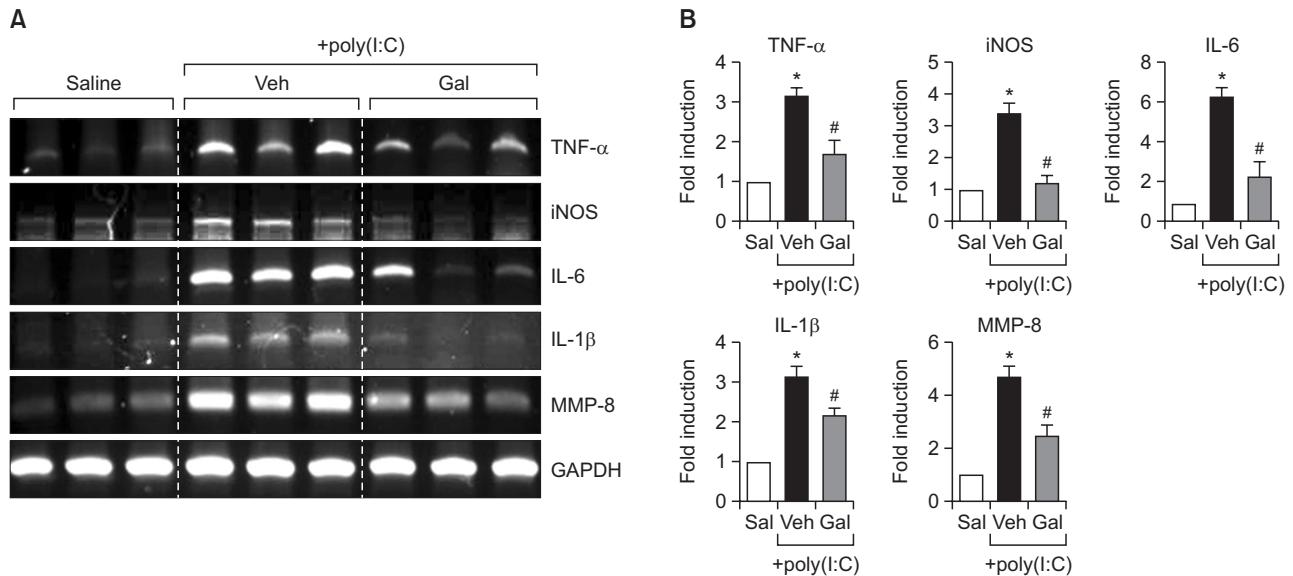 A
+poly(I:C)
Saline Veh Gal
TNF-α
iNOS
IL-6
IL-1β
MMP-8
GAPDH
B
TNF-α
Fold induction
4
3
2
1
0
*
#
Sal Veh Gal
+poly(I:C)
iNOS
Fold induction
5
4
3
2
1
0
*
#
Sal Veh Gal
+poly(I:C)
IL-6
Fold induction
8
6
4
2
0
*
#
Sal Veh Gal
+poly(I:C)
IL-1β
Fold induction
4
3
2
1
0
*
#
Sal Veh Gal
+poly(I:C)
MMP-8
Fold induction
6
4
2
0
*
#
Sal Veh Gal
+poly(I:C)